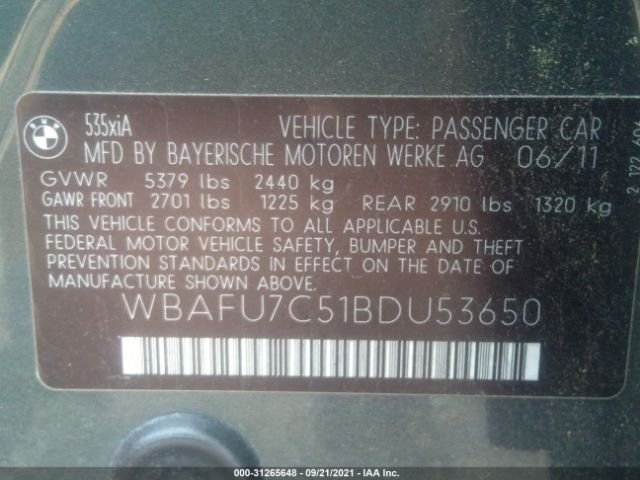 BMW
535xiA
VEHICLE TYPE: PASSENGER CAR
MFD BY BAYERISCHE MOTOREN WERKE AG 06/11
GVWR 5379 lbs 2440 kg
GAWR FRONT 2701 lbs 1225 kg REAR 2910 lbs 1320 kg
THIS VEHICLE CONFORMS TO ALL APPLICABLE U.S.
FEDERAL MOTOR VEHICLE SAFETY, BUMPER AND THEFT
PREVENTION STANDARDS IN EFFECT ON THE DATE OF
MANUFACTURE SHOWN ABOVE.
WBAFU7C51BDU53650
000-31265648 - 09/21/2021 - IAA Inc.